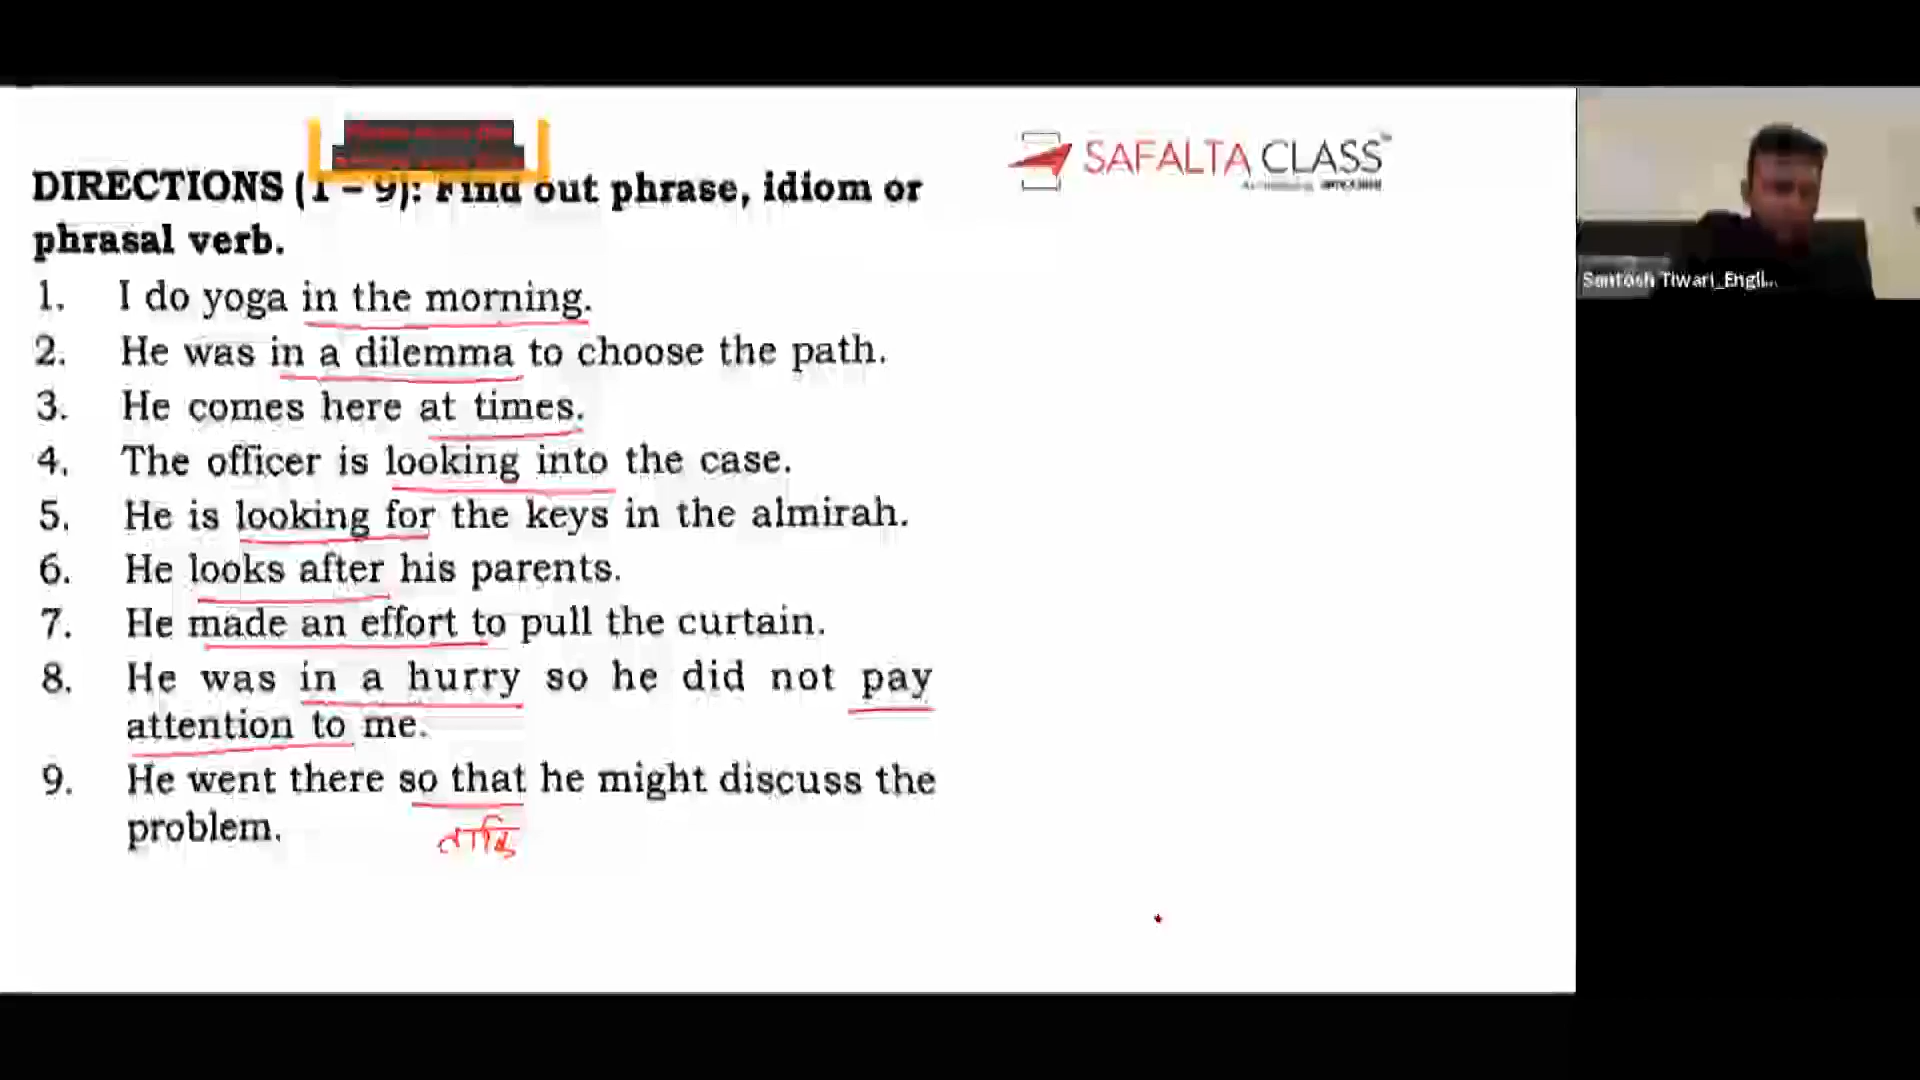 SAFALTA CLASS
DIRECTIONS (1 – 9): Find out phrase, idiom or
phrasal verb.
1. I do yoga in the morning.
2. He was in a dilemma to choose the path.
3. He comes here at times.
4. The officer is looking into the case.
5. He is looking for the keys in the almirah.
6. He looks after his parents.
7. He made an effort to pull the curtain.
8. He was in a hurry so he did not pay
attention to me.
9. He went there so that he might discuss the
problem.
ताकि
Santosh Tiwari_Engli...